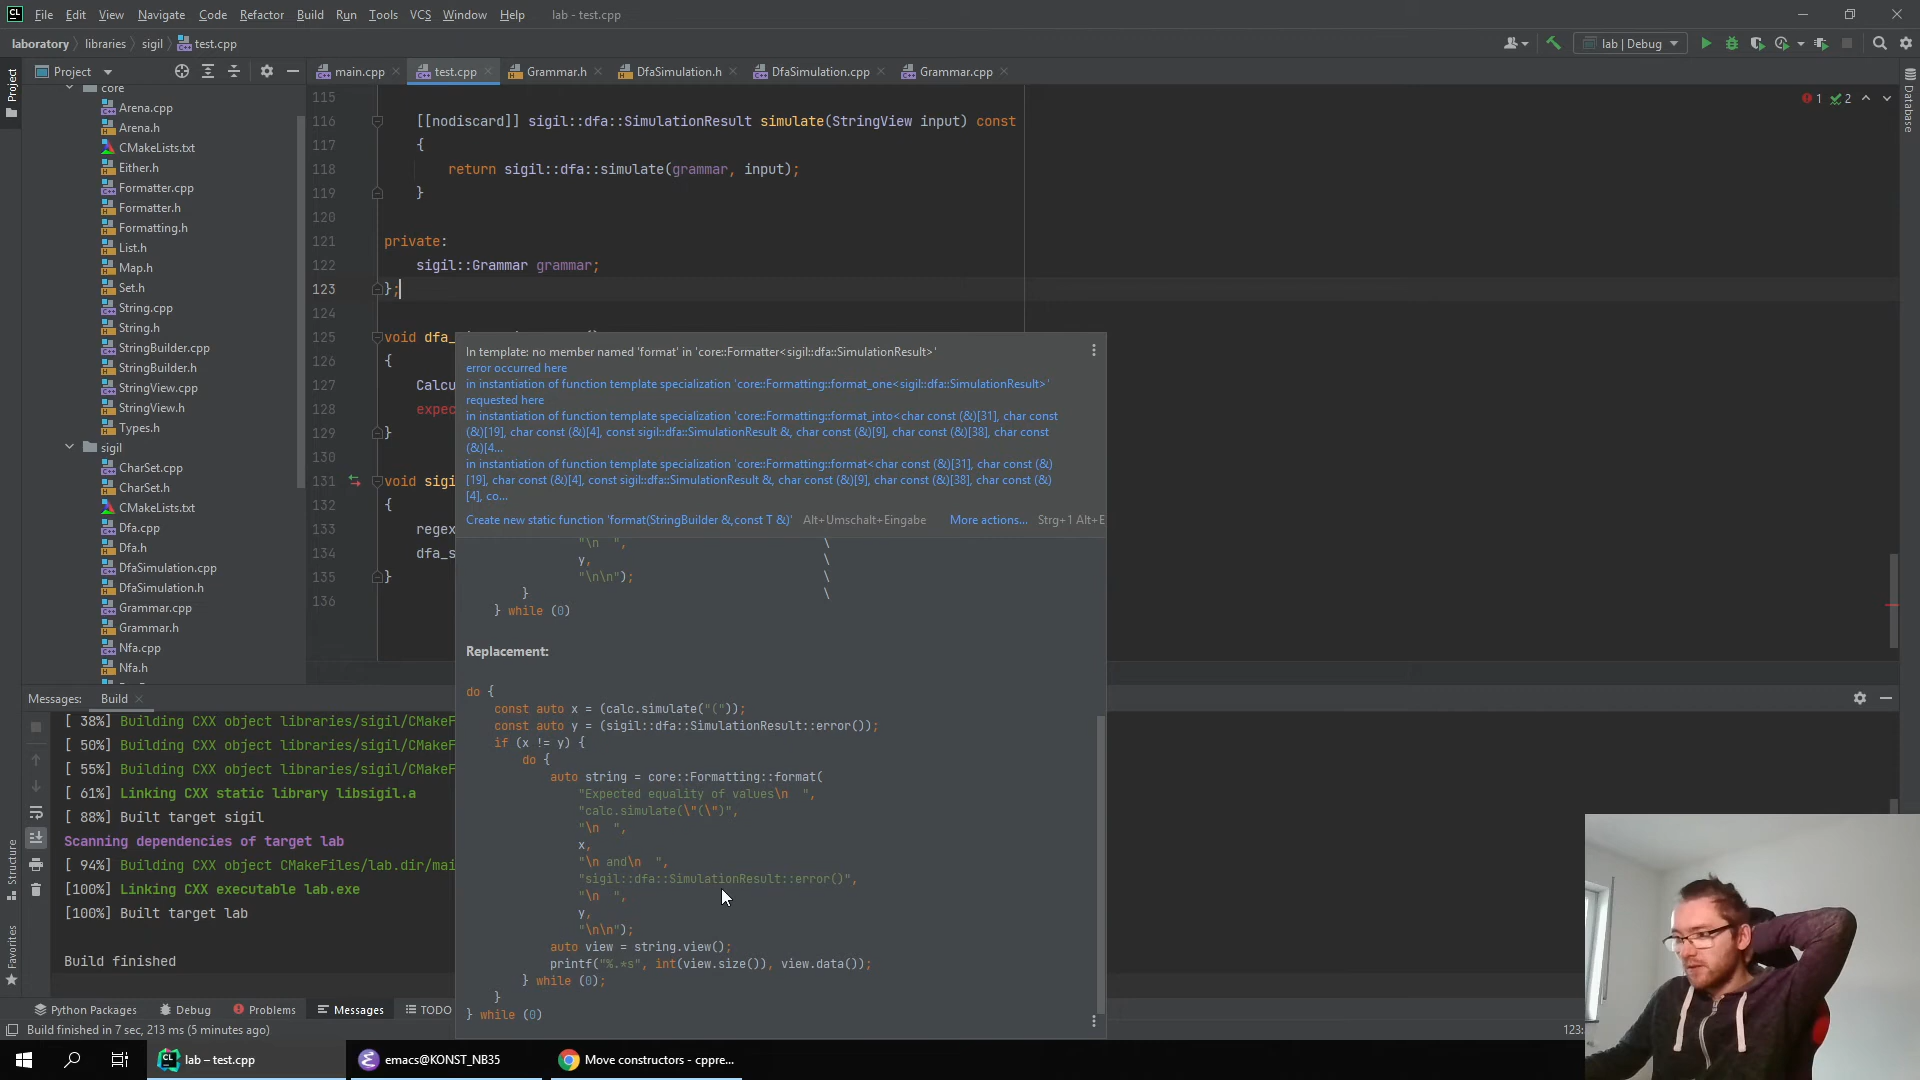 File Edit View Navigate Code Refactor Build Run Tools VCS Window Help lab - test.cpp
laboratory libraries sigil test.cpp lab | Debug
Project main.cpp test.cpp Grammar.h DfaSimulation.h DfaSimulation.cpp Grammar.cpp
Project
Database
core
Arena.cpp
Arena.h
CMakeLists.txt
Either.h
Formatter.cpp
Formatter.h
Formatting.h
List.h
Map.h
Set.h
String.cpp
String.h
StringBuilder.cpp
StringBuilder.h
StringView.cpp
StringView.h
Types.h
sigil
CharSet.cpp
CharSet.h
CMakeLists.txt
Dfa.cpp
Dfa.h
DfaSimulation.cpp
DfaSimulation.h
Grammar.cpp
Grammar.h
Nfa.cpp
Nfa.h
1 2
115
116 [[nodiscard]] sigil::dfa::SimulationResult simulate(StringView input) const
117 {
118 return sigil::dfa::simulate(grammar, input);
119 }
120
121 private:
122 sigil::Grammar grammar;
123 };
124
125 void dfa_
126 {
127 Calcu
128 expec
129 }
130
131 void sigi
132 {
133 regex
134 dfa_s
135 }
136
In template: no member named 'format' in 'core::Formatter<sigil::dfa::SimulationResult>'
error occurred here
in instantiation of function template specialization 'core::Formatting::format_one<sigil::dfa::SimulationResult>'
requested here
in instantiation of function template specialization 'core::Formatting::format_into<char const (&)[31], char const
(&)[19], char const (&)[4], const sigil::dfa::SimulationResult &, char const (&)[9], char const (&)[38], char const
(&)[4...
in instantiation of function template specialization 'core::Formatting::format<char const (&)[31], char const (&)
[19], char const (&)[4], const sigil::dfa::SimulationResult &, char const (&)[9], char const (&)[38], char const (&)
[4], co...
Create new static function 'format(StringBuilder &,const T &)' Alt+Umschalt+Eingabe More actions... Strg+1 Alt+E
"\n ", \
y, \
"\n\n"); \
} \
} while (0)
Replacement:
do {
const auto x = (calc.simulate("("));
const auto y = (sigil::dfa::SimulationResult::error());
if (x != y) {
do {
auto string = core::Formatting::format(
"Expected equality of values\n ",
"calc.simulate(\"(\")",
"\n ",
x,
"\n and\n ",
"sigil::dfa::SimulationResult::error()",
"\n ",
y,
"\n\n");
auto view = string.view();
printf("%.*s", int(view.size()), view.data());
} while (0);
}
} while (0)
Messages: Build
[ 38%] Building CXX object libraries/sigil/CMakeF
[ 50%] Building CXX object libraries/sigil/CMakeF
[ 55%] Building CXX object libraries/sigil/CMakeF
[ 61%] Linking CXX static library libsigil.a
[ 88%] Built target sigil
Scanning dependencies of target lab
[ 94%] Building CXX object CMakeFiles/lab.dir/mai
[100%] Linking CXX executable lab.exe
[100%] Built target lab
Build finished
Structure
Favorites
Python Packages Debug Problems Messages TODO
Build finished in 7 sec, 213 ms (5 minutes ago) 123:
lab – test.cpp emacs@KONST_NB35 Move constructors - cppre...